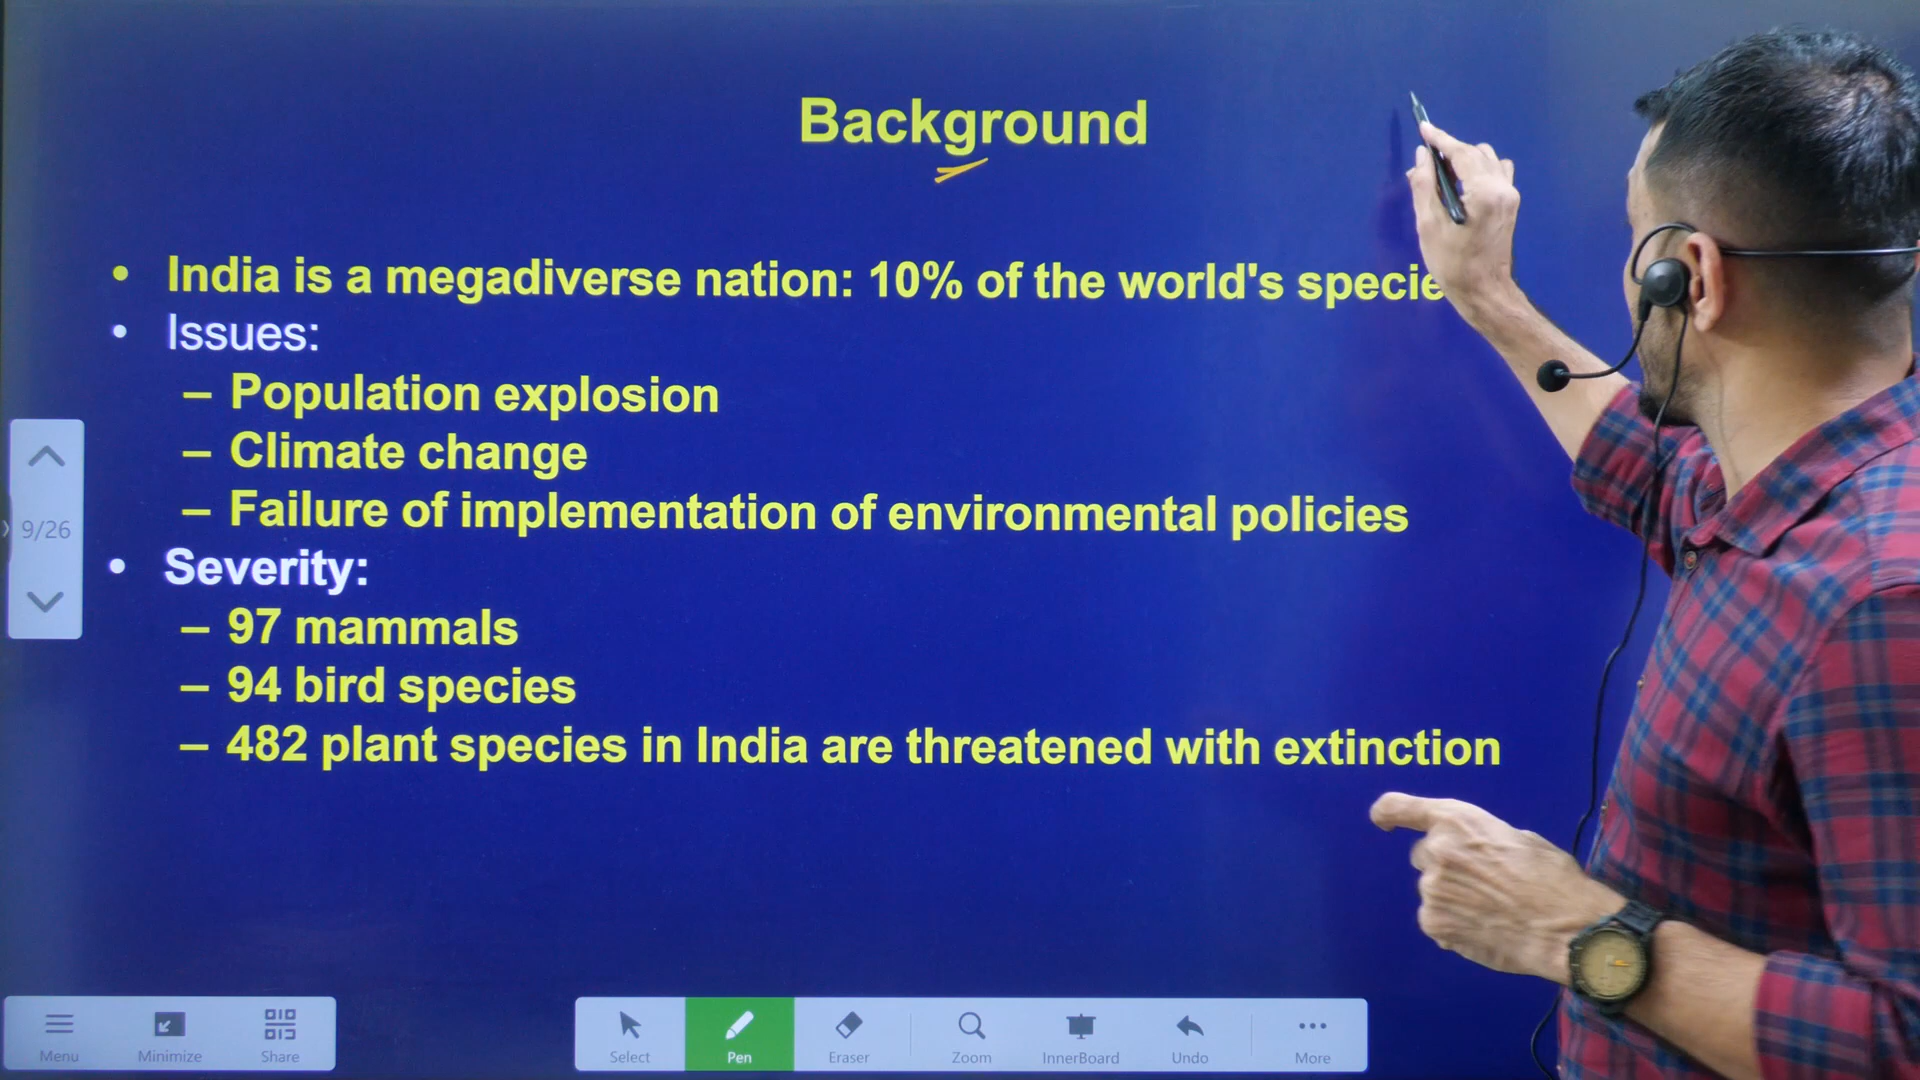 Background
• India is a megadiverse nation: 10% of the world's specie
• Issues:
– Population explosion
– Climate change
– Failure of implementation of environmental policies
9/26
• Severity:
– 97 mammals
– 94 bird species
– 482 plant species in India are threatened with extinction
Menu Minimize Share Select Pen Eraser Zoom InnerBoard Undo More